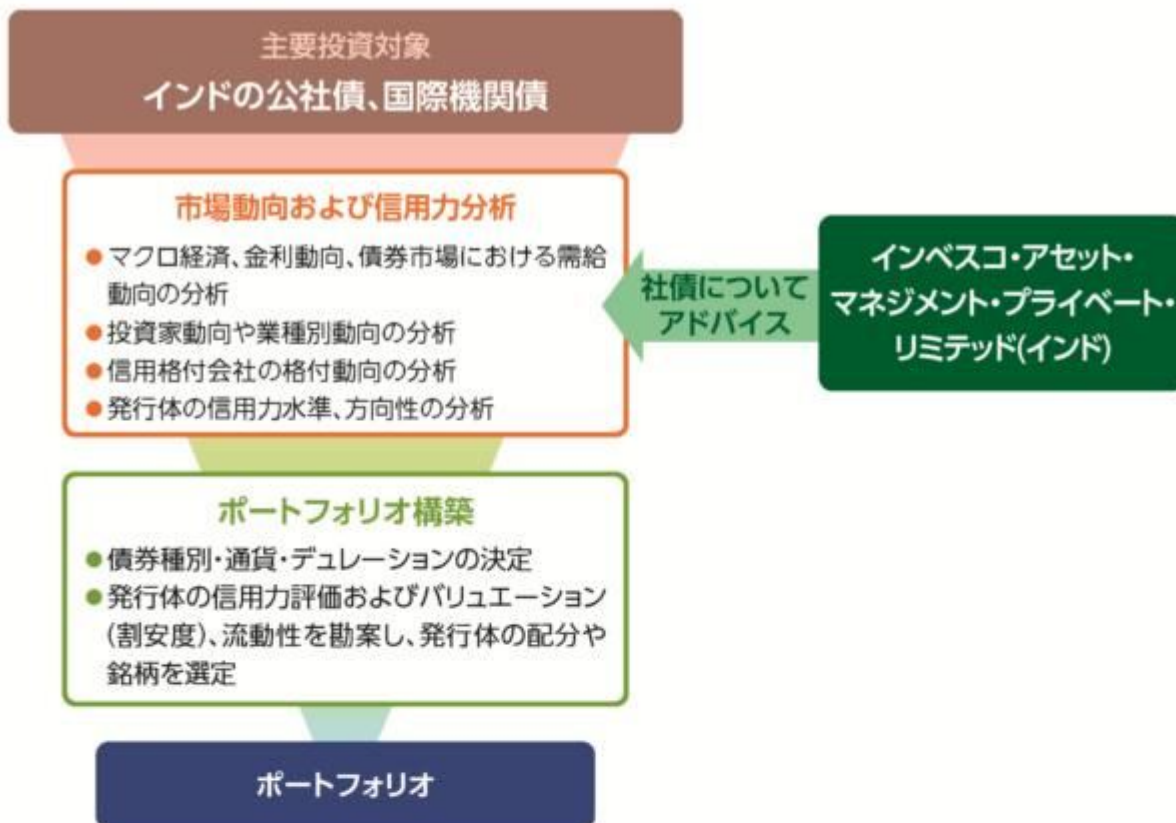 主要投資対象
インドの公社債、国際機関債
市場動向および信用力分析
●マクロ経済、金利動向、債券市場における需給
動向の分析
●投資家動向や業種別動向の分析
●信用格付会社の格付動向の分析
●発行体の信用力水準、方向性の分析
社債について
アドバイス
インベスコ・アセット・
マネジメント・プライベート・
リミテッド(インド)
ポートフォリオ構築
●債券種別・通貨・デュレーションの決定
●発行体の信用力評価およびバリュエーション
(割安度)、流動性を勘案し、発行体の配分や
銘柄を選定
ポートフォリオ